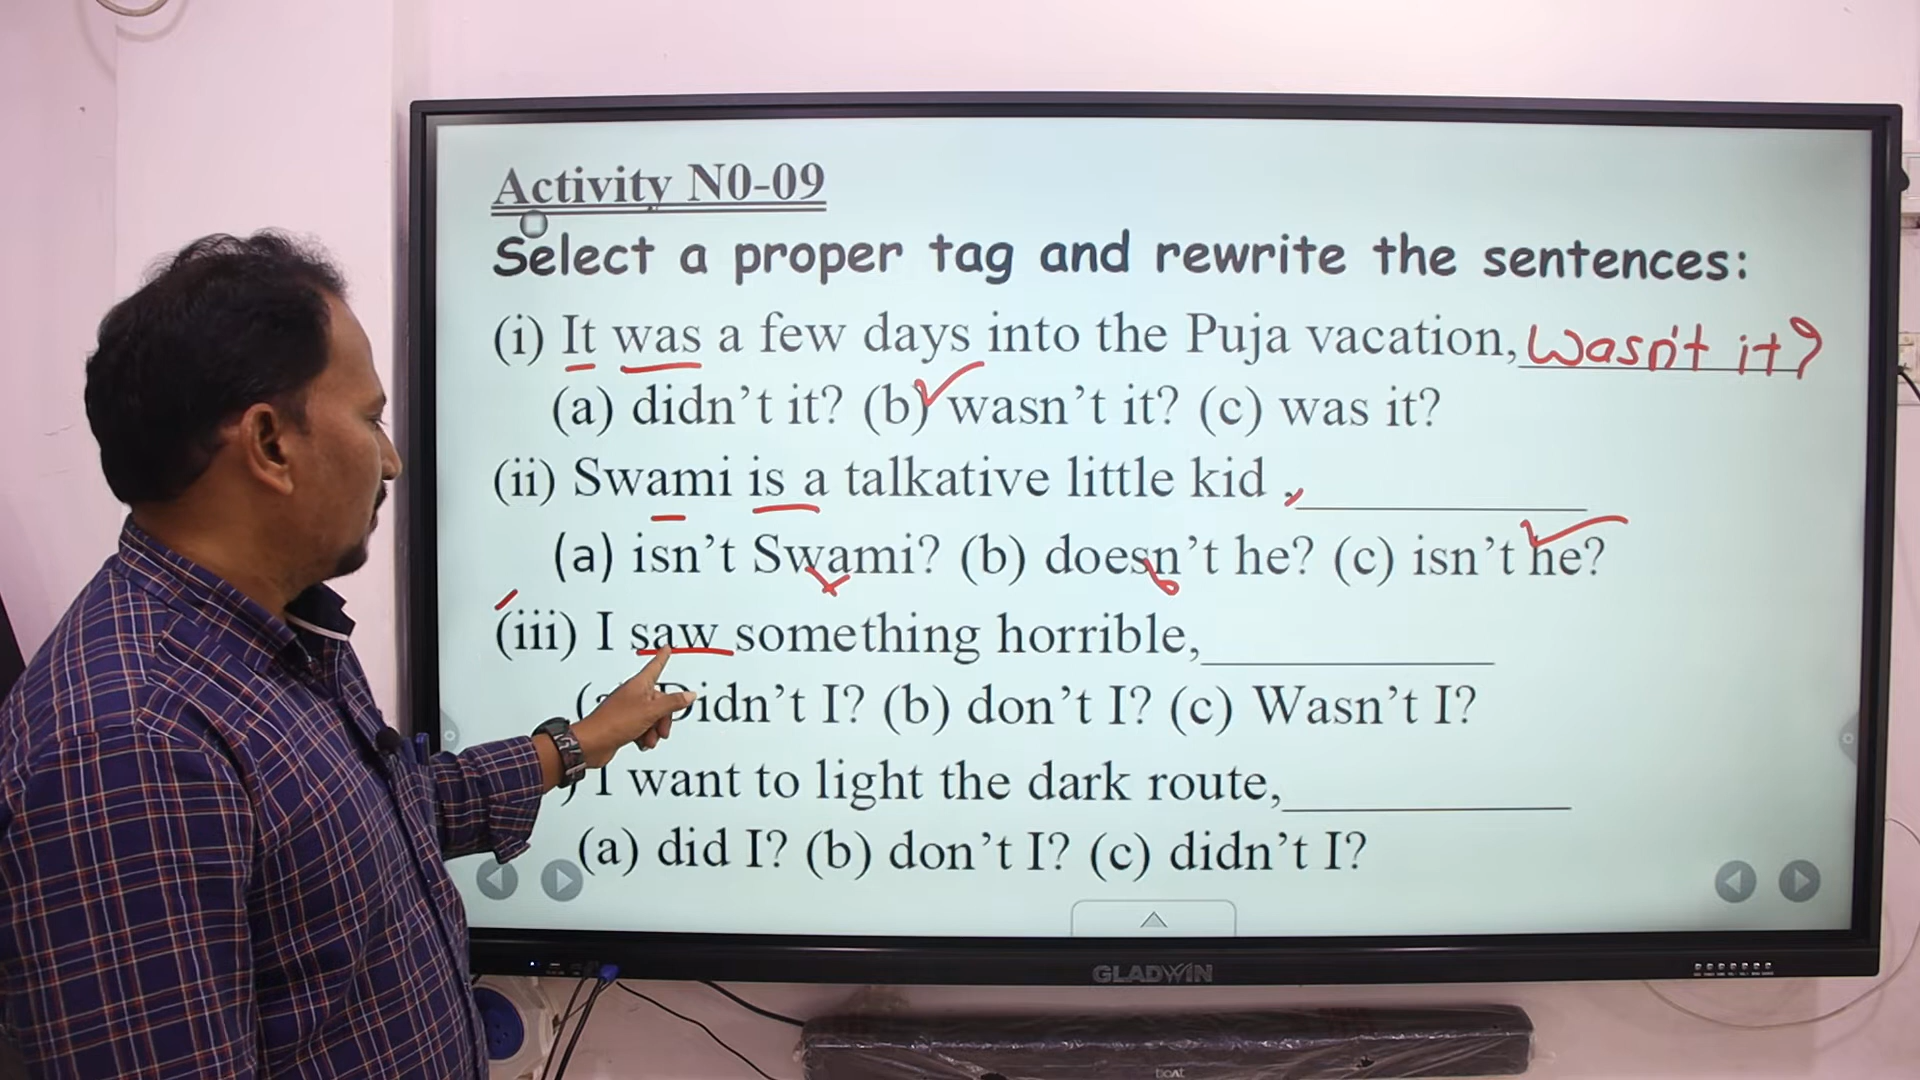 Activity N0-09
Select a proper tag and rewrite the sentences:
(i) It was a few days into the Puja vacation, wasn't it?
(a) didn't it? (b) wasn't it? (c) was it?
(ii) Swami is a talkative little kid ,
(a) isn't Swami? (b) doesn't he? (c) isn't he?
(iii) I saw something horrible,
Didn't I? (b) don't I? (c) Wasn't I?
I want to light the dark route,
(a) did I? (b) don't I? (c) didn't I?
GLADWIN